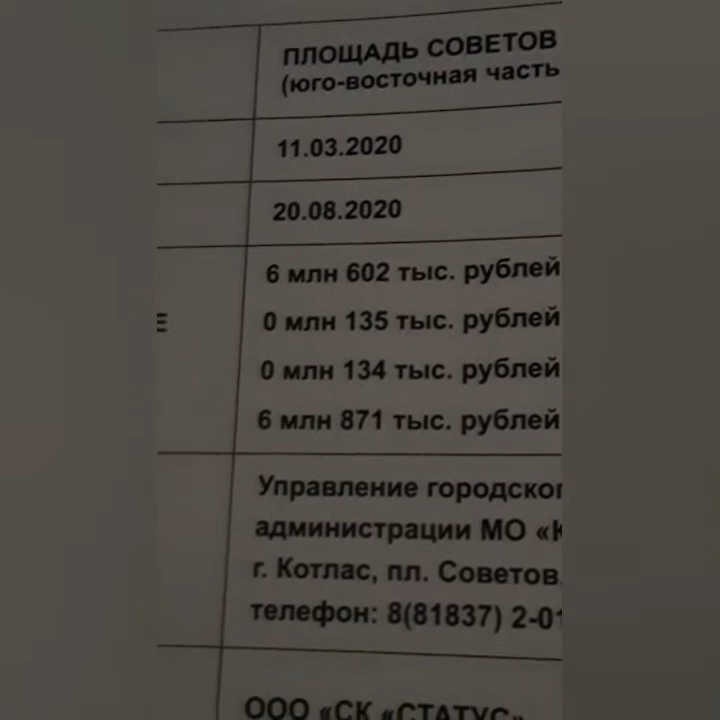 ПЛОЩАДЬ СОВЕТОВ
(юго-восточная часть
11.03.2020
20.08.2020
6 млн 602 тыс. рублей
0 млн 135 тыс. рублей
0 млн 134 тыс. рублей
6 млн 871 тыс. рублей
Управление
администрации МО
г. Котлас, пл. Советов
телефон: 8(81837) 2-01
ООО «СК «СТАТУС»